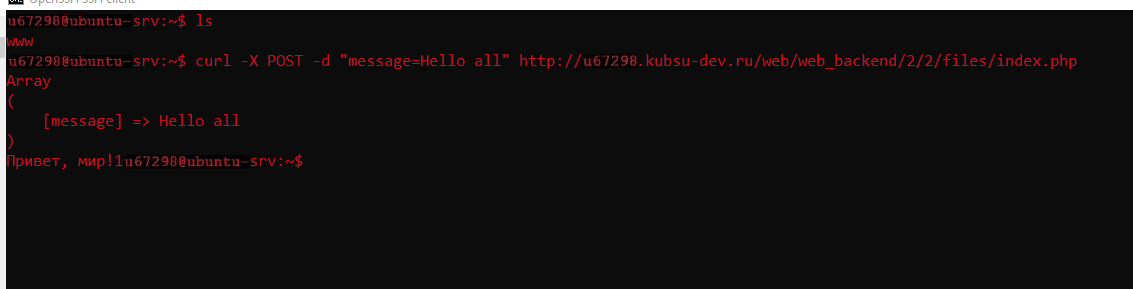 OpenSSH SSH client
u67298@ubuntu-srv:~$ ls
www
u67298@ubuntu-srv:~$ curl -X POST -d "message=Hello all" http://u67298.kubsu-dev.ru/web/web_backend/2/2/files/index.php
Array
(
    [message] => Hello all
)
Привет, мир!1u67298@ubuntu-srv:~$